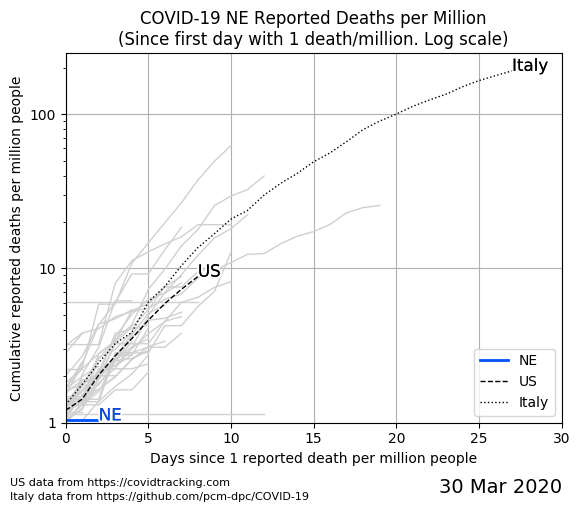 COVID-19 NE Reported Deaths per Million
(Since first day with 1 death/million. Log scale)
Cumulative reported deaths per million people
100
10
1
Italy
US
NE
NE
US
Italy
0 5 10 15 20 25 30
Days since 1 reported death per million people
US data from https://covidtracking.com
Italy data from https://github.com/pcm-dpc/COVID-19
30 Mar 2020